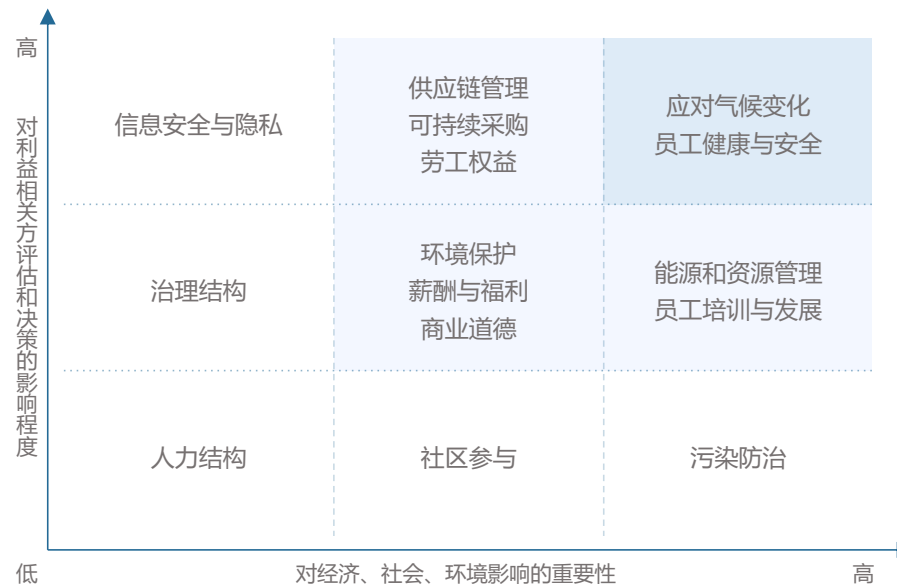 高
对利益相关方评估和决策的影响程度
信息安全与隐私
供应链管理
可持续采购
劳工权益
应对气候变化
员工健康与安全
治理结构
环境保护
薪酬与福利
商业道德
能源和资源管理
员工培训与发展
人力结构
社区参与
污染防治
低
对经济、社会、环境影响的重要性
高